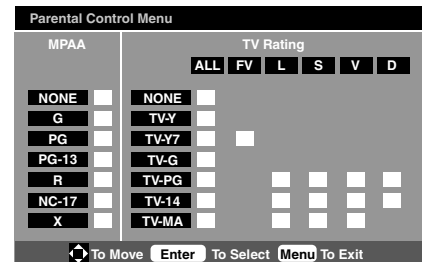 Parental Control Menu
MPAA TV Rating
ALL FV L S V D
NONE NONE
G TV-Y
PG TV-Y7
PG-13 TV-G
R TV-PG
NC-17 TV-14
X TV-MA
To Move Enter To Select Menu To Exit